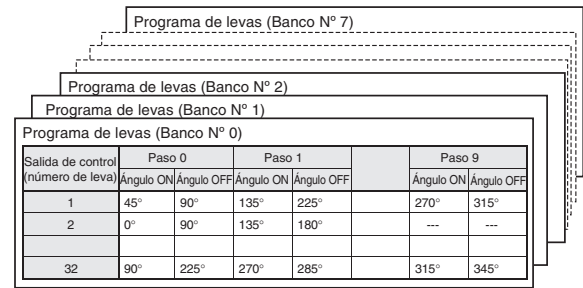 Programa de levas (Banco Nº 7)
Programa de levas (Banco Nº 2)
Programa de levas (Banco Nº 1)
Programa de levas (Banco Nº 0)
Salida de control (número de leva) Paso 0 Paso 1 Paso 9
Ángulo ON Ángulo OFF Ángulo ON Ángulo OFF Ángulo ON Ángulo OFF
1 45° 90° 135° 225° 270° 315°
2 0° 90° 135° 180° --- ---
32 90° 225° 270° 285° 315° 345°